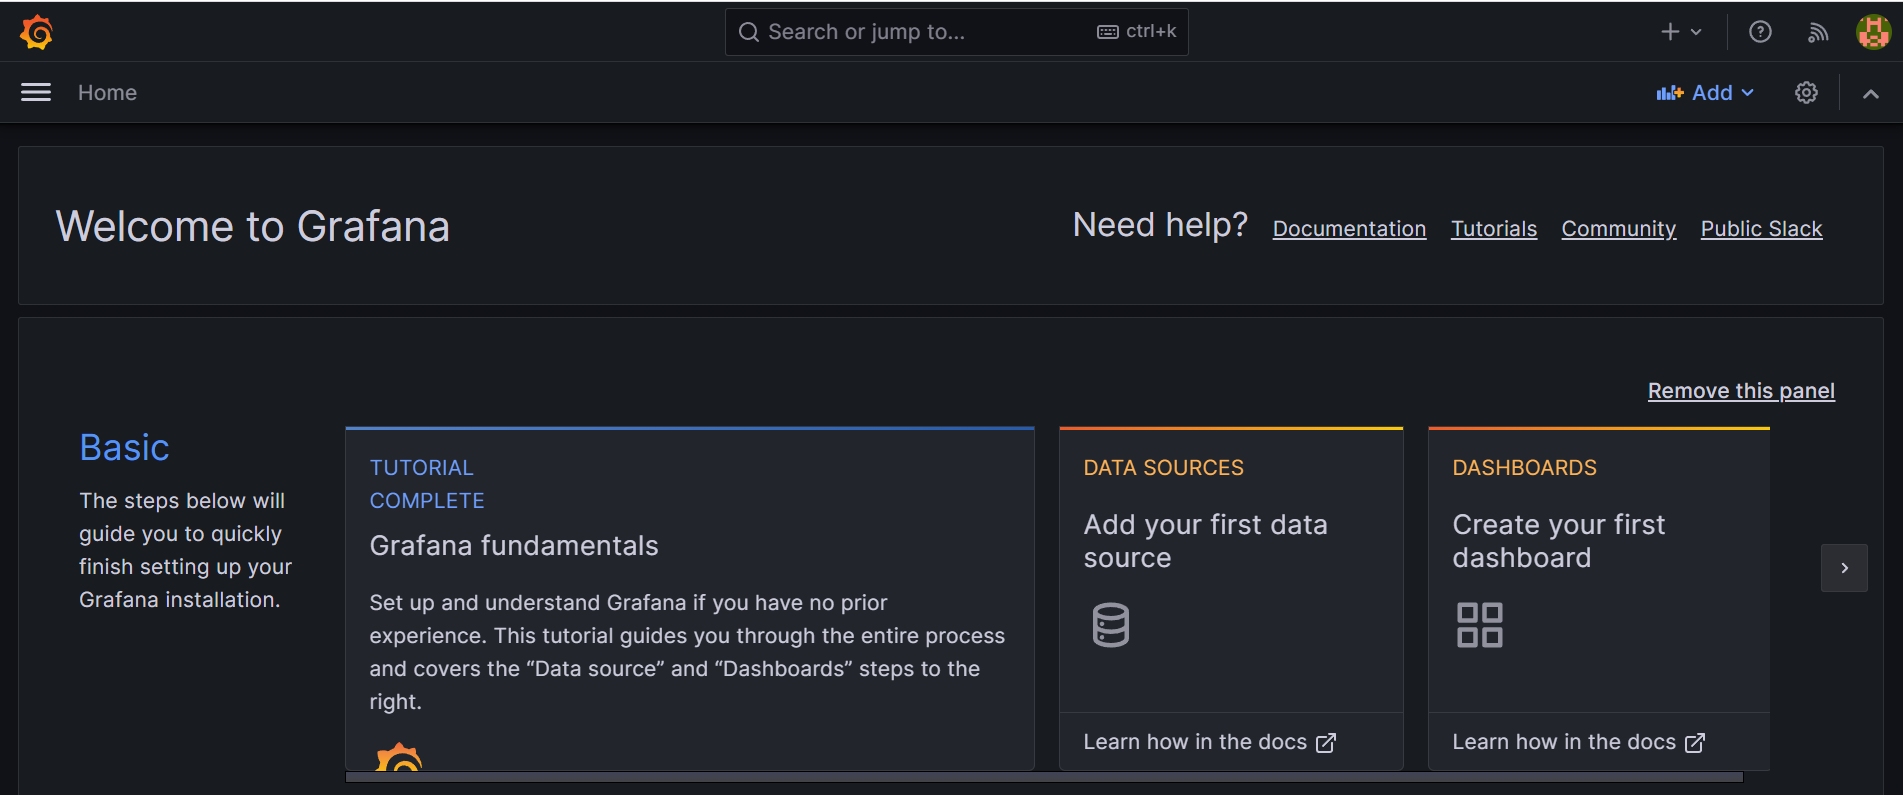 Search or jump to...
ctrl+k
Home
Add
Welcome to Grafana
Need help?
Documentation
Tutorials
Community
Public Slack
Remove this panel
Basic
The steps below will
guide you to quickly
finish setting up your
Grafana installation.
TUTORIAL
COMPLETE
Grafana fundamentals
Set up and understand Grafana if you have no prior
experience. This tutorial guides you through the entire process
and covers the “Data source” and “Dashboards” steps to the
right.
DATA SOURCES
Add your first data
source
Learn how in the docs
DASHBOARDS
Create your first
dashboard
Learn how in the docs